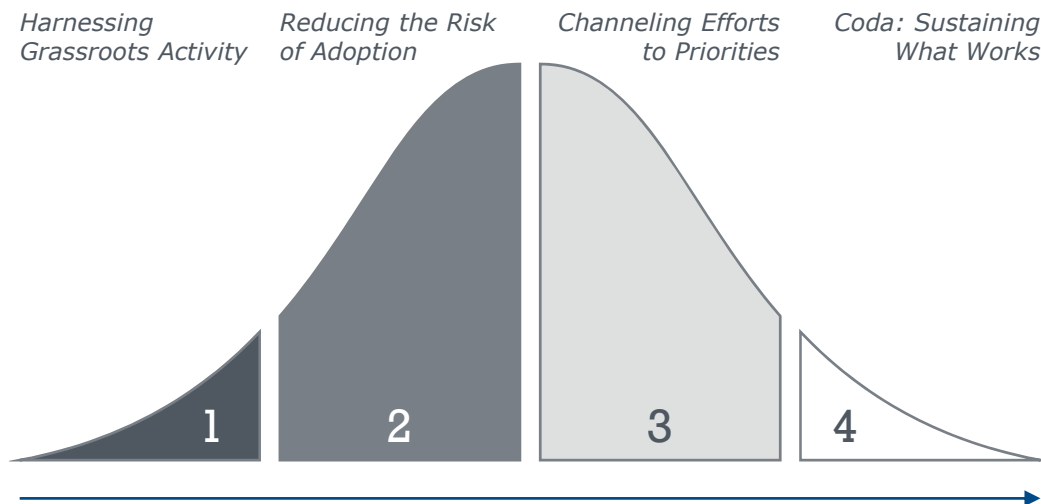 Harnessing
Grassroots Activity
Reducing the Risk
of Adoption
Channeling Efforts
to Priorities
Coda: Sustaining
What Works
1
2
3
4